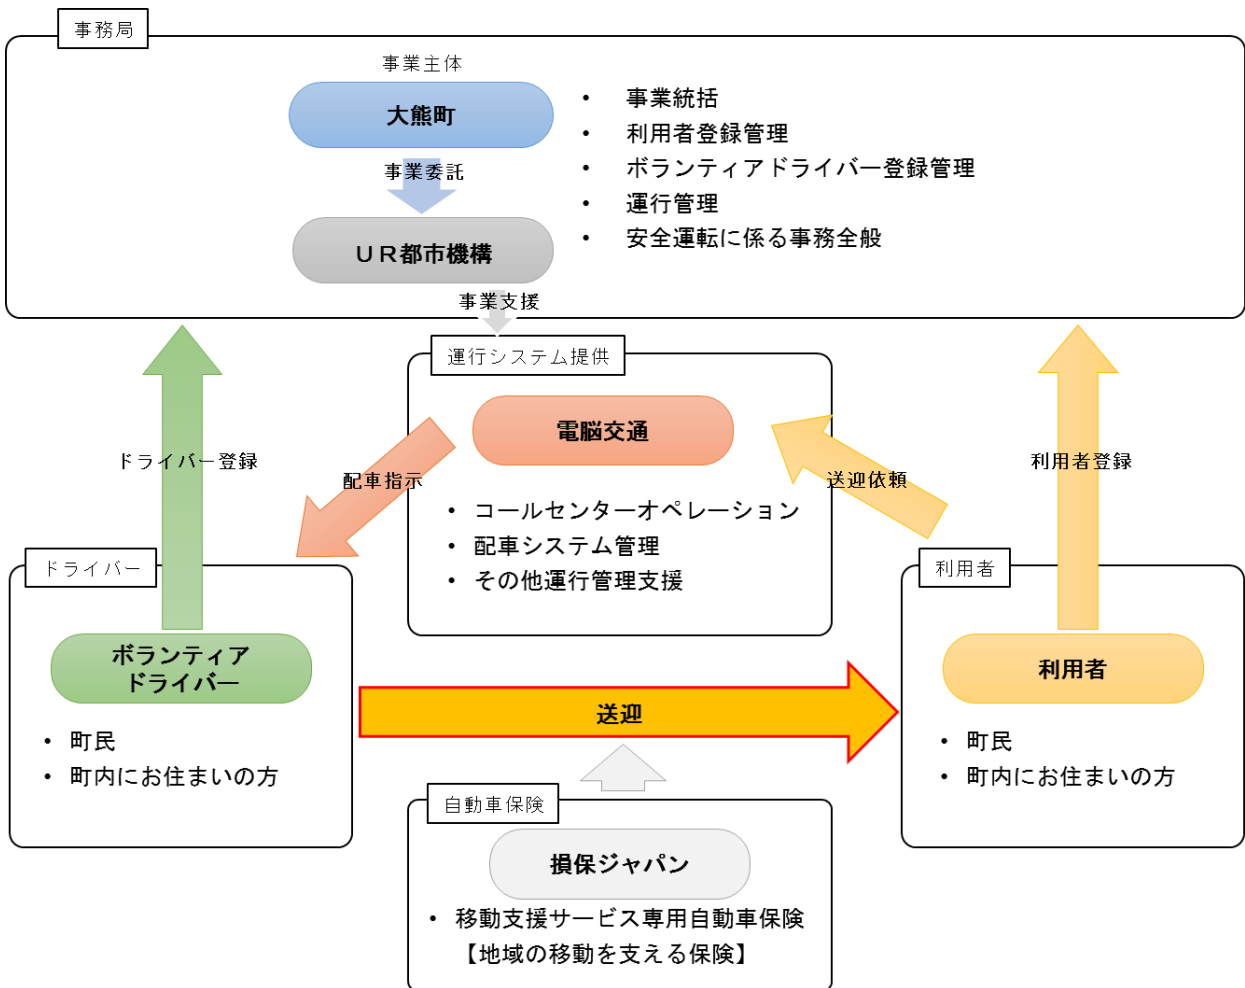 事務局
事業主体
大熊町
事業委託
ＵＲ都市機構
・ 事業統括
・ 利用者登録管理
・ ボランティアドライバー登録管理
・ 運行管理
・ 安全運転に係る事務全般
事業支援
運行システム提供
電脳交通
・ コールセンターオペレーション
・ 配車システム管理
・ その他運行管理支援
ドライバー登録
配車指示
送迎依頼
利用者登録
ドライバー
ボランティア
ドライバー
・ 町民
・ 町内にお住まいの方
送迎
利用者
利用者
・ 町民
・ 町内にお住まいの方
自動車保険
損保ジャパン
・ 移動支援サービス専用自動車保険
【地域の移動を支える保険】